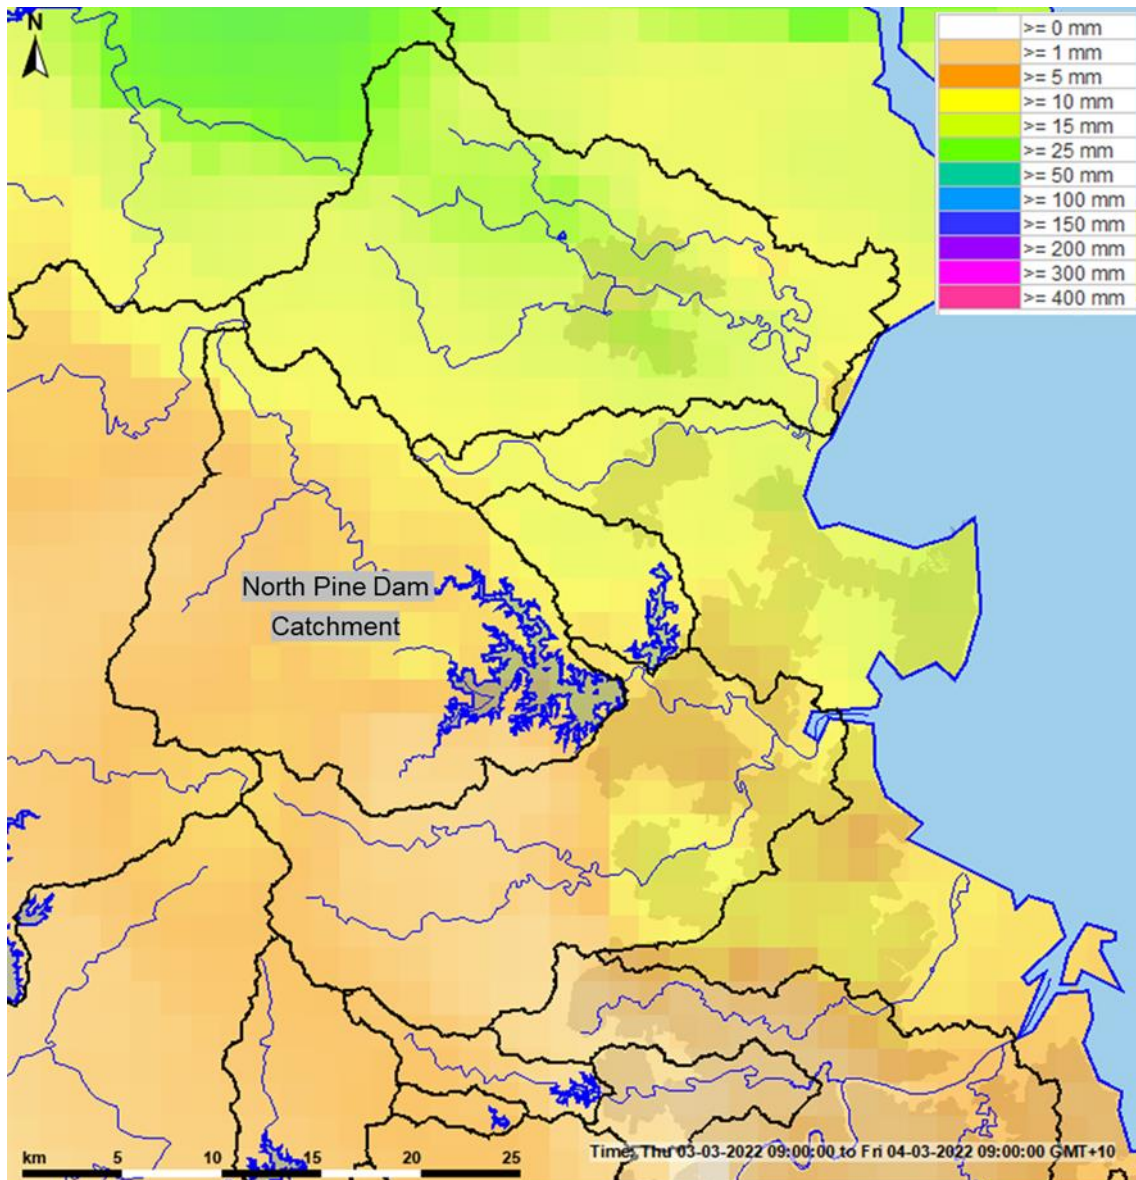 N
>= 0 mm
>= 1 mm
>= 5 mm
>= 10 mm
>= 15 mm
>= 25 mm
>= 50 mm
>= 100 mm
>= 150 mm
>= 200 mm
>= 300 mm
>= 400 mm
North Pine Dam
Catchment
km 5 10 15 20 25
Time: Thu 03-03-2022 09:00:00 to Fri 04-03-2022 09:00:00 GMT+10